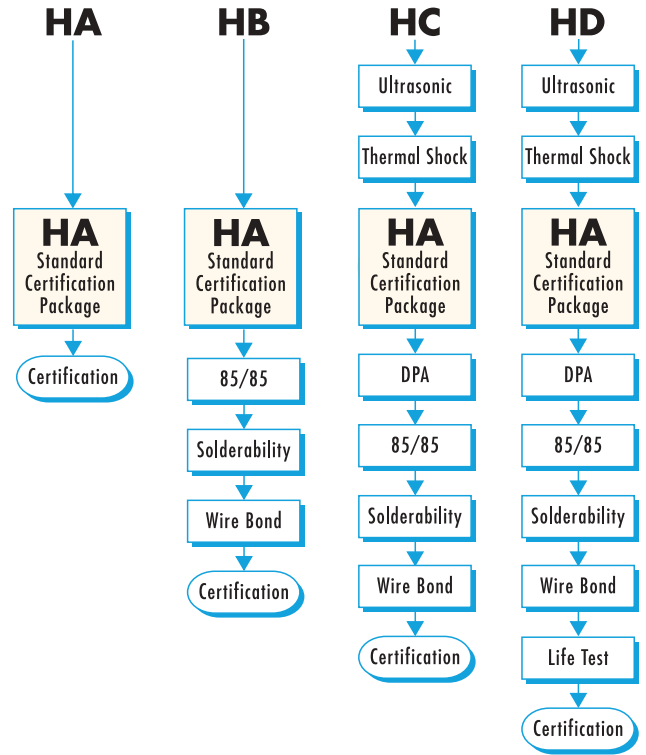 HA
HB
HC
HD
HA
Standard
Certification
Package
Certification
HA
Standard
Certification
Package
85/85
Solderability
Wire Bond
Certification
Ultrasonic
Thermal Shock
HA
Standard
Certification
Package
DPA
85/85
Solderability
Wire Bond
Certification
Ultrasonic
Thermal Shock
HA
Standard
Certification
Package
DPA
85/85
Solderability
Wire Bond
Life Test
Certification